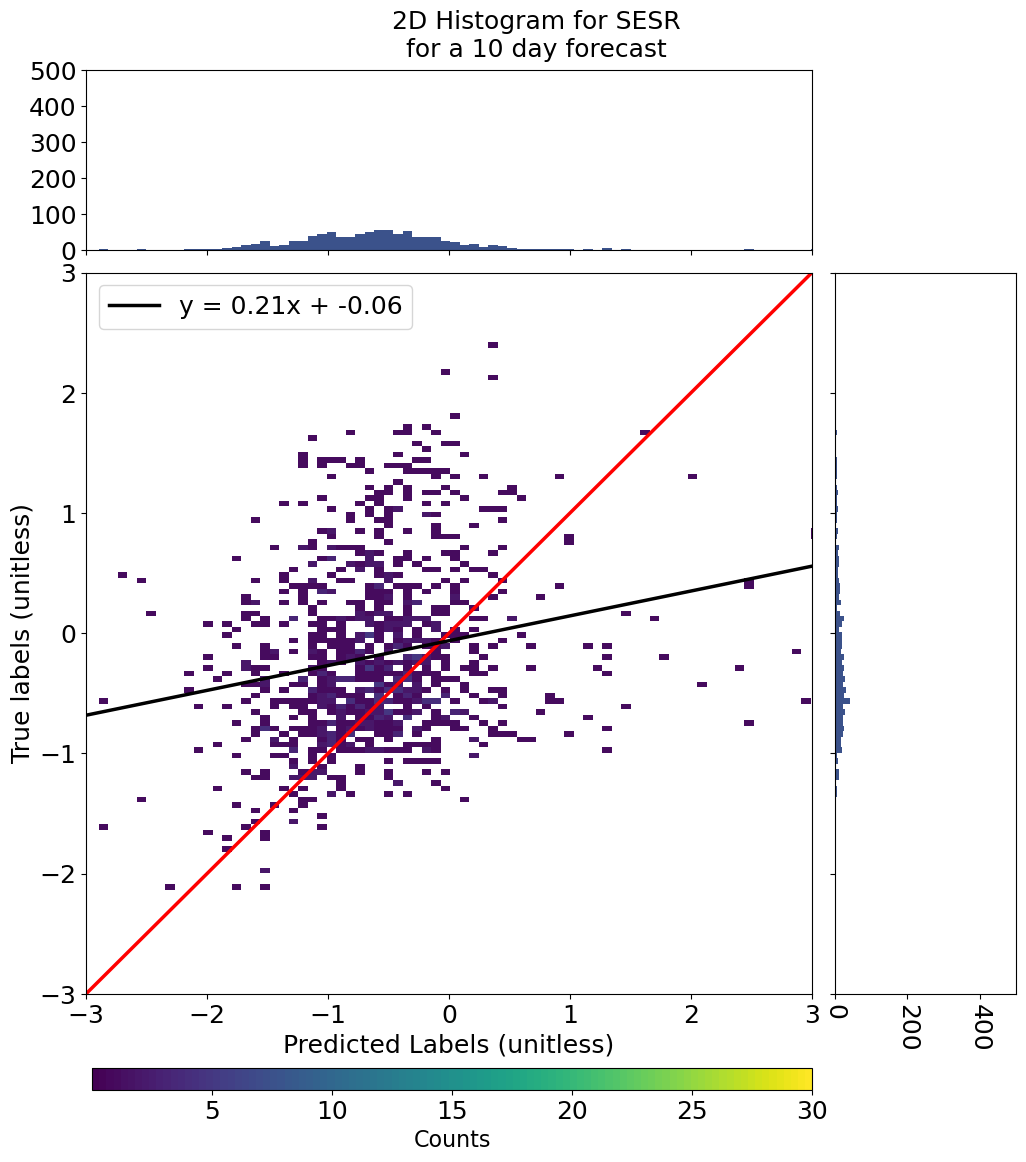 2D Histogram for SESR
for a 10 day forecast
500
400
300
200
100
0
3
2
1
0
−1
−2
−3
True labels (unitless)
y = 0.21x + -0.06
−3 −2 −1 0 1 2 3
Predicted Labels (unitless)
0 200 400
5 10 15 20 25 30
Counts